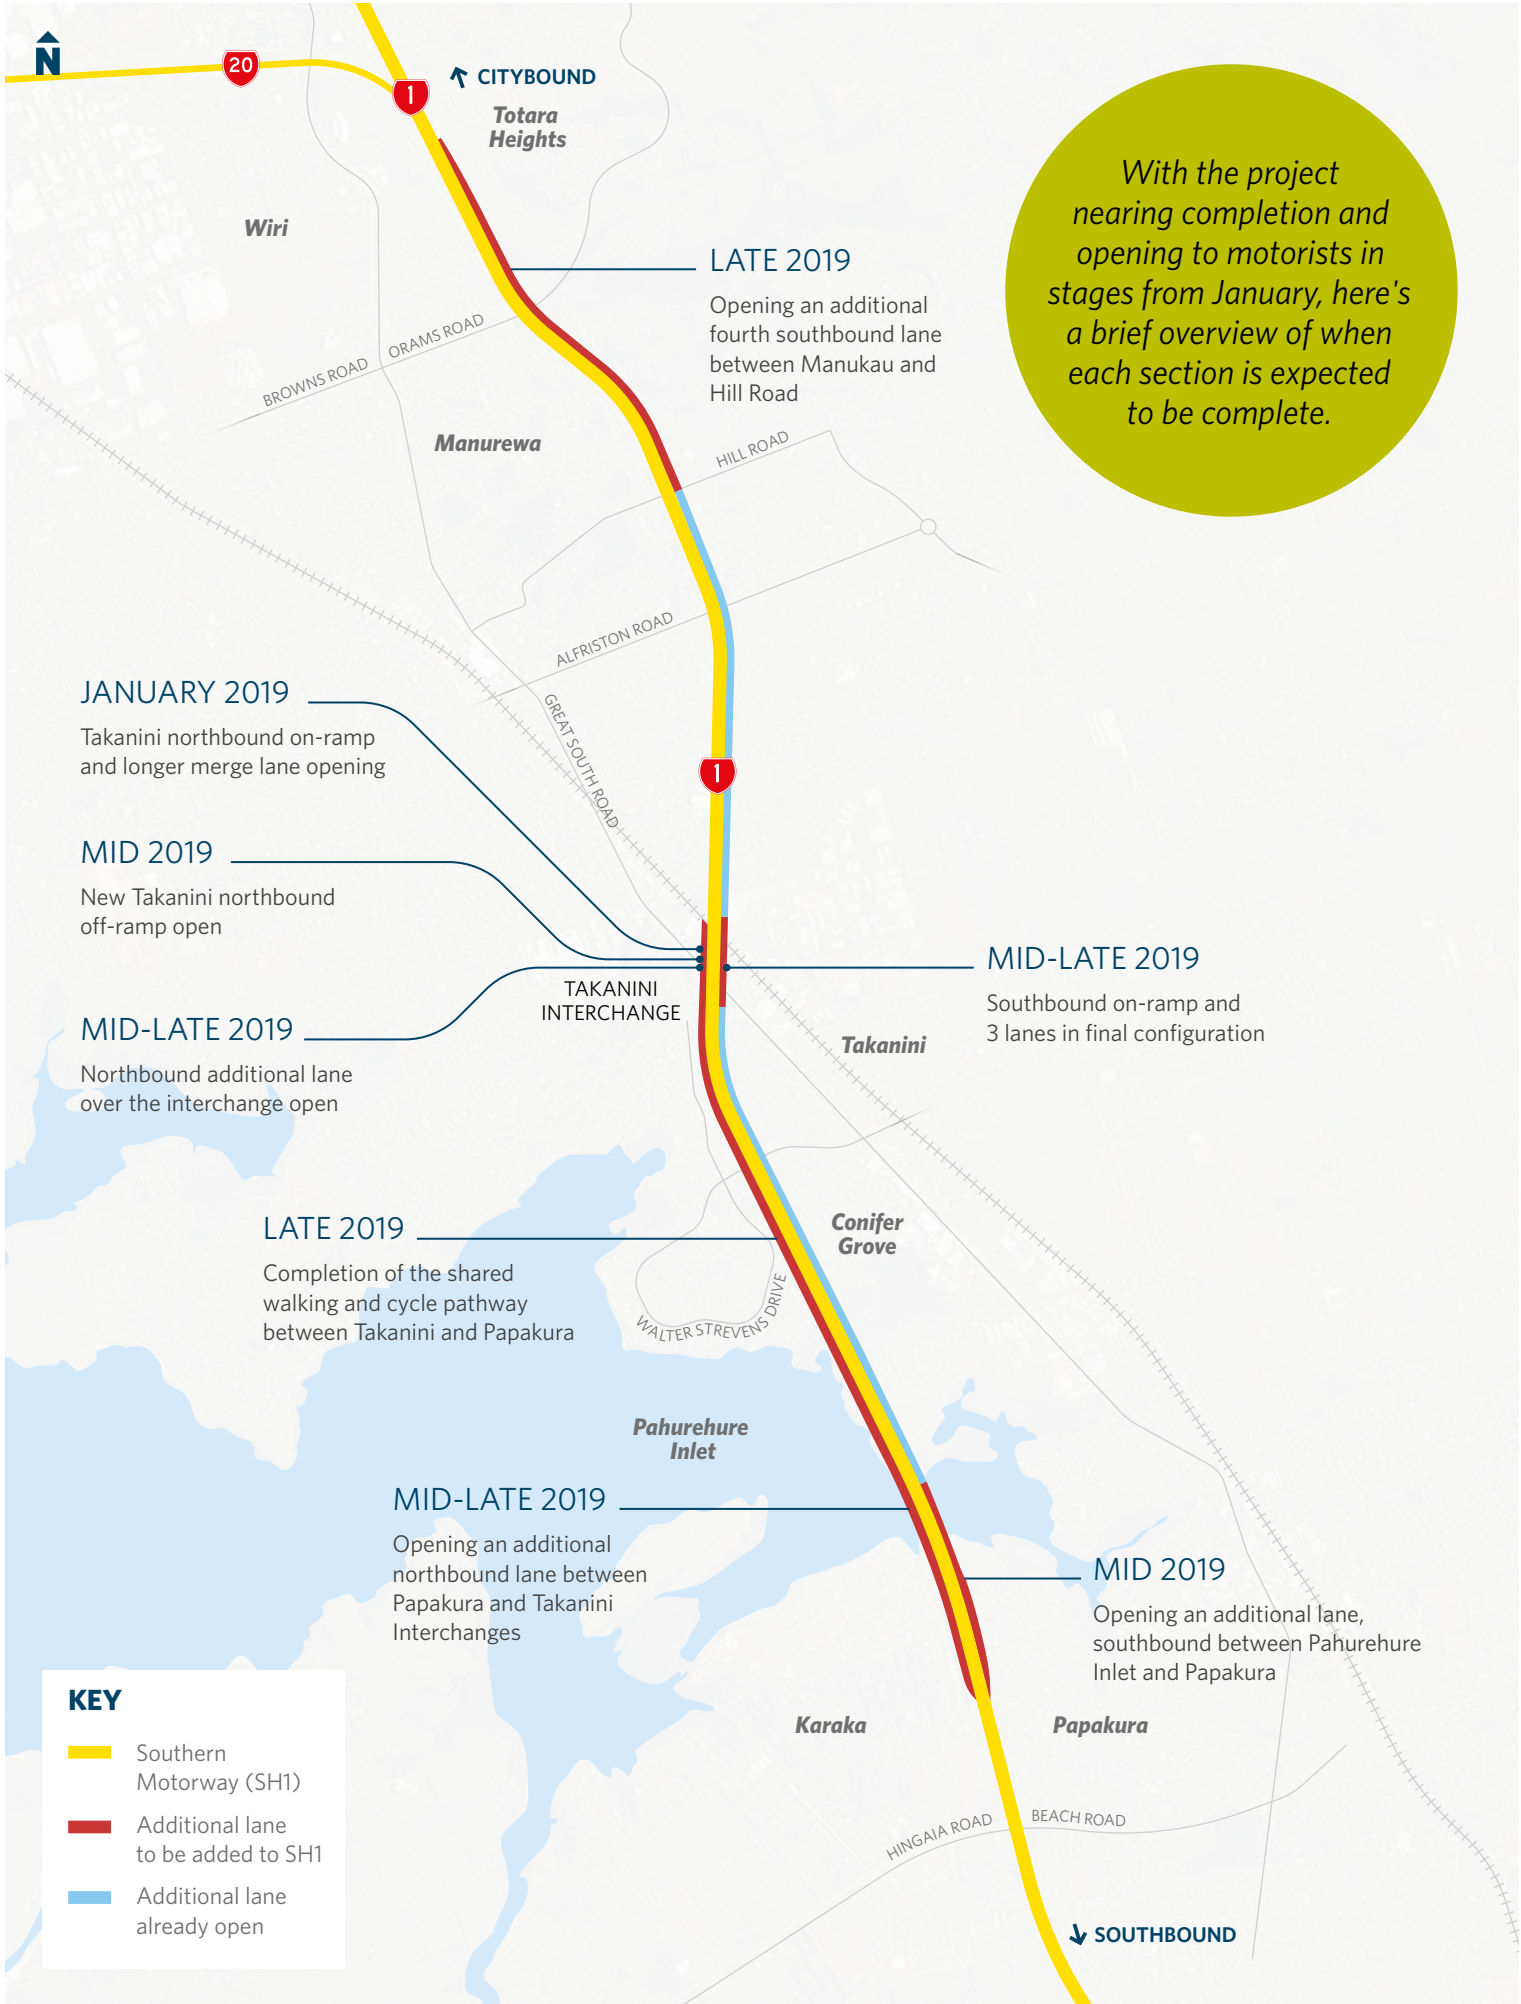 N
20
1
CITYBOUND
Totara
Heights
Wiri
With the project
nearing completion and
opening to motorists in
stages from January, here's
a brief overview of when
each section is expected
to be complete.
LATE 2019
Opening an additional
fourth southbound lane
between Manukau and
Hill Road
BROWNS ROAD
ORAMS ROAD
Manurewa
HILL ROAD
ALFRISTON ROAD
GREAT SOUTH ROAD
JANUARY 2019
Takanini northbound on-ramp
and longer merge lane opening
1
MID 2019
New Takanini northbound
off-ramp open
TAKANINI
INTERCHANGE
MID-LATE 2019
Southbound on-ramp and
3 lanes in final configuration
MID-LATE 2019
Northbound additional lane
over the interchange open
Takanini
LATE 2019
Completion of the shared
walking and cycle pathway
between Takanini and Papakura
Conifer
Grove
WALTER STREVENS DRIVE
Pahurehure
Inlet
MID-LATE 2019
Opening an additional
northbound lane between
Papakura and Takanini
Interchanges
MID 2019
Opening an additional lane,
southbound between Pahurehure
Inlet and Papakura
Karaka
Papakura
HINGAIA ROAD
BEACH ROAD
SOUTHBOUND
KEY
Southern
Motorway (SH1)
Additional lane
to be added to SH1
Additional lane
already open